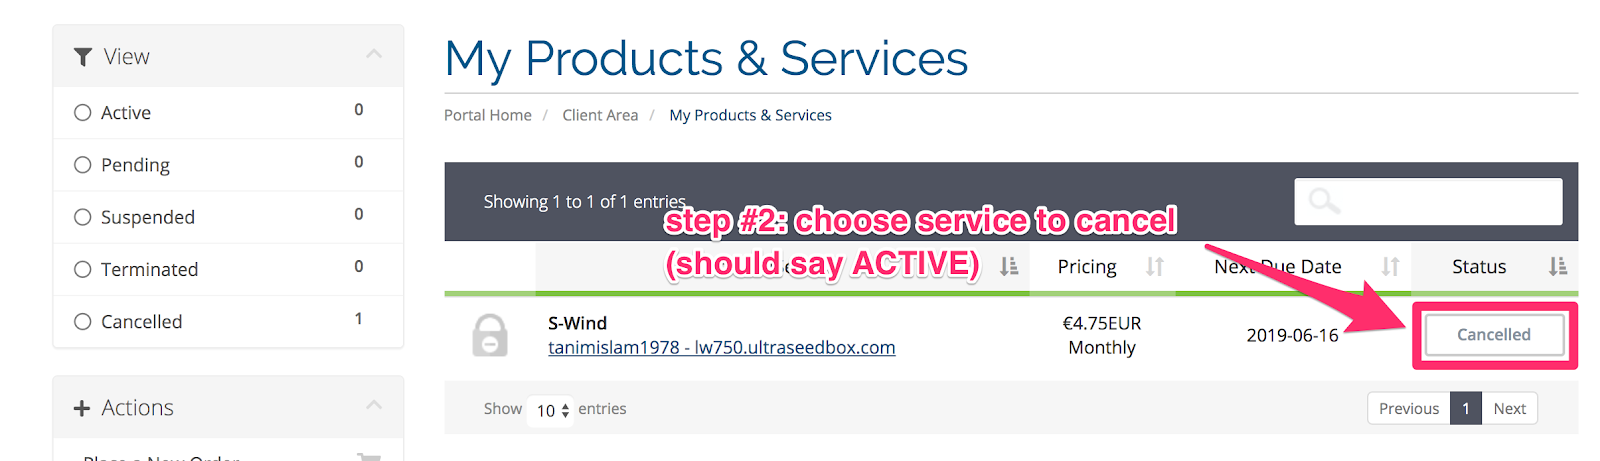 View
Active 0
Pending 0
Suspended 0
Terminated 0
Cancelled 1
Actions
Place a New Order
My Products & Services
Portal Home / Client Area / My Products & Services
Showing 1 to 1 of 1 entries
step #2: choose service to cancel
(should say ACTIVE)
Pricing Next Due Date Status
S-Wind
tanimislam1978 - lw750.ultraseedbox.com
€4.75EUR
Monthly
2019-06-16
Cancelled
Show 10 entries
Previous 1 Next